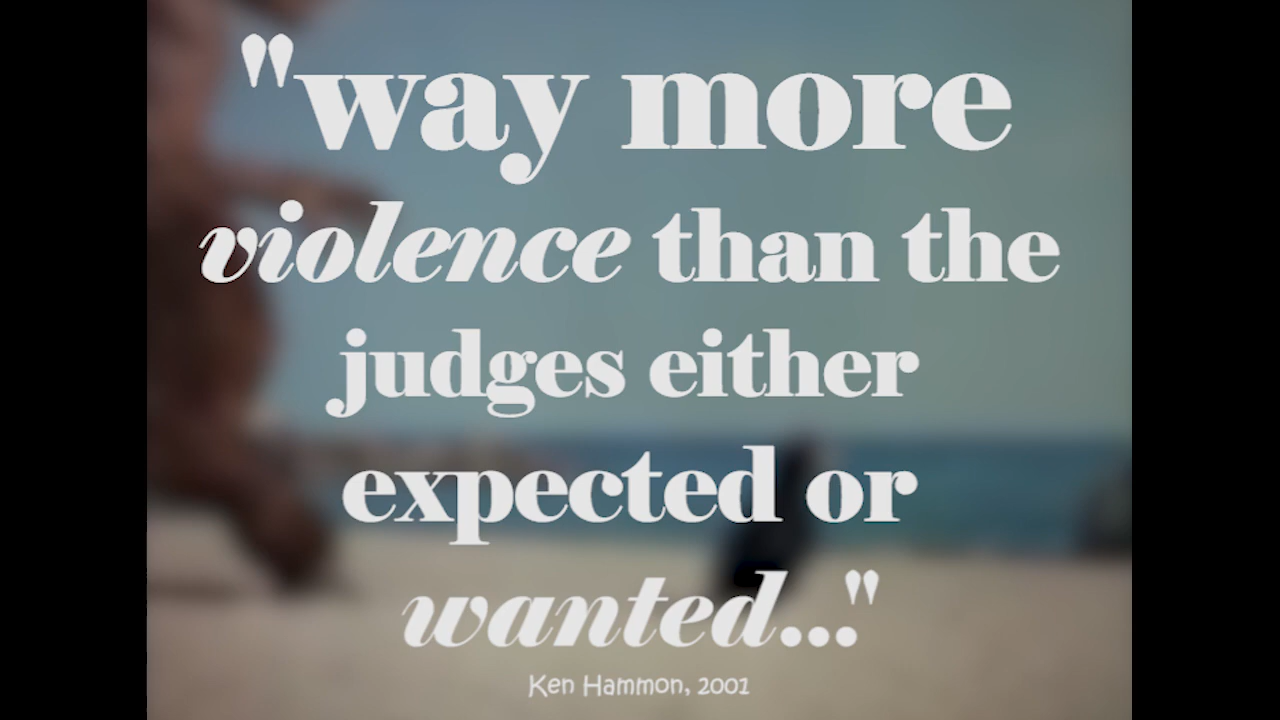 "way more
violence than the
judges either
expected or
wanted..."
Ken Hammon, 2001